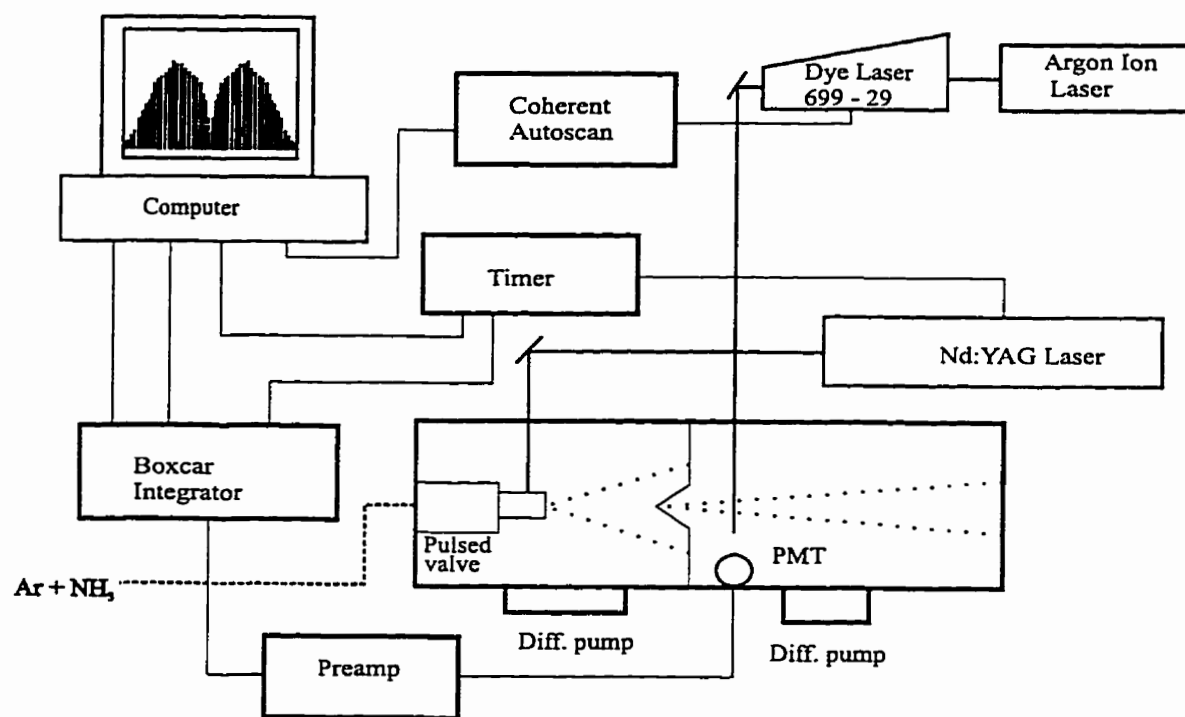 Dye Laser
699 - 29
Argon Ion
Laser
Coherent
Autoscan
Computer
Timer
Nd:YAG Laser
Boxcar
Integrator
Pulsed
valve
PMT
Ar + NH₃
Diff. pump
Diff. pump
Preamp